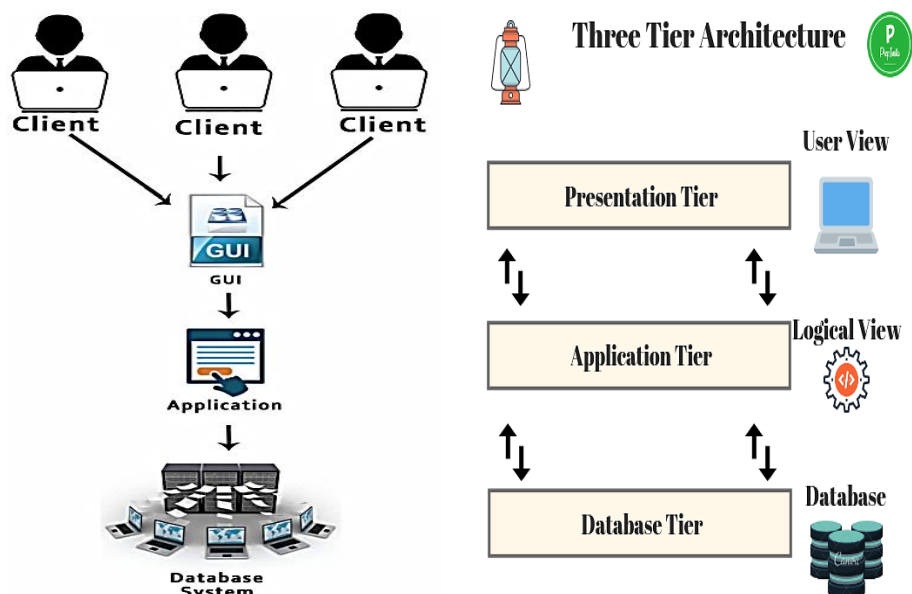 Client
Client
Client
GUI
GUI
Application
Database
System
Three Tier Architecture
P
User View
Presentation Tier
Logical View
</>
Application Tier
Database
Database Tier
Canva